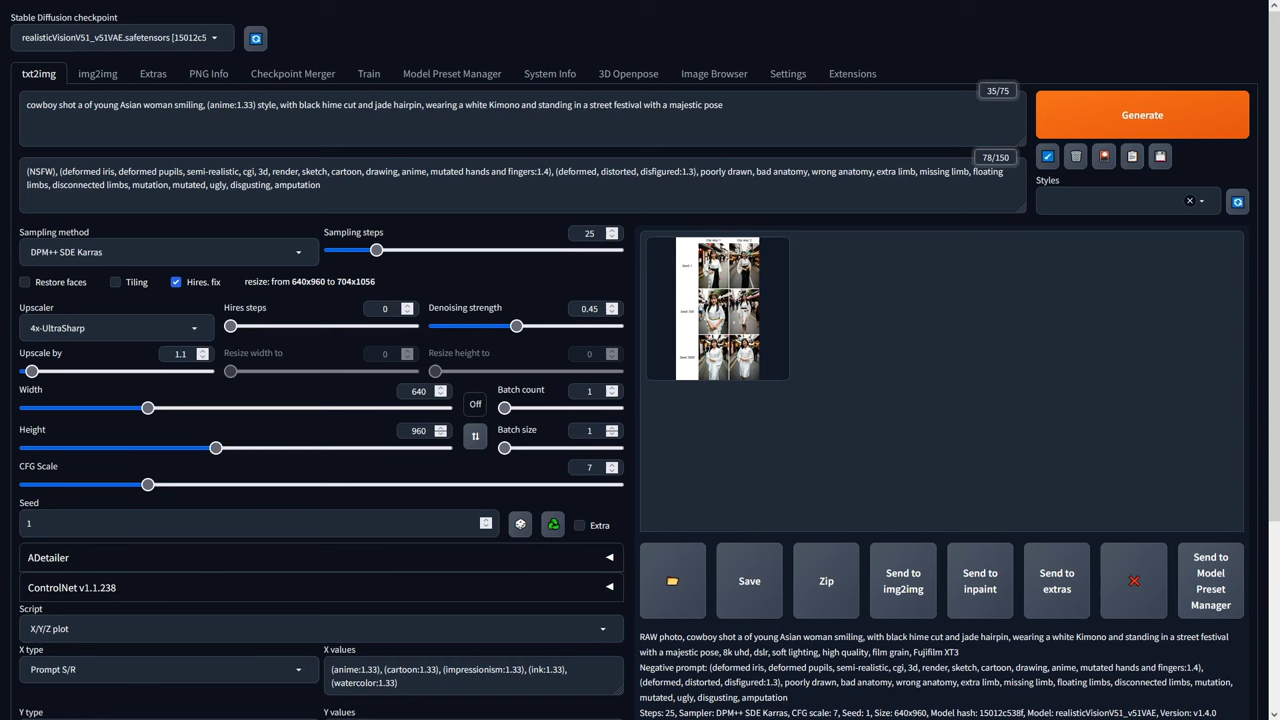 Stable Diffusion checkpoint
realisticVisionV51_v51VAE.safetensors [15012c5
txt2img img2img Extras PNG Info Checkpoint Merger Train Model Preset Manager System Info 3D Openpose Image Browser Settings Extensions
35/75
cowboy shot a of young Asian woman smiling, (anime:1.33) style, with black hime cut and jade hairpin, wearing a white Kimono and standing in a street festival with a majestic pose
Generate
78/150
(NSFW), (deformed iris, deformed pupils, semi-realistic, cgi, 3d, render, sketch, cartoon, drawing, anime, mutated hands and fingers:1.4), (deformed, distorted, disfigured:1.3), poorly drawn, bad anatomy, wrong anatomy, extra limb, missing limb, floating
limbs, disconnected limbs, mutation, mutated, ugly, disgusting, amputation
Styles
Sampling method
DPM++ SDE Karras
Sampling steps
25
Restore faces
Tiling
Hires. fix
resize: from 640x960 to 704x1056
Upscaler
4x-UltraSharp
Hires steps
0
Denoising strength
0.45
Upscale by
1.1
Resize width to
0
Resize height to
0
Width
640
Off
Batch count
1
Height
960
Batch size
1
CFG Scale
7
Seed
1
Extra
ADetailer
ControlNet v1.1.238
Script
X/Y/Z plot
X type
Prompt S/R
X values
(anime:1.33), (cartoon:1.33), (impressionism:1.33), (ink:1.33),
(watercolor:1.33)
Y type
Y values
Save
Zip
Send to
img2img
Send to
inpaint
Send to
extras
Send to
Model
Preset
Manager
RAW photo, cowboy shot a of young Asian woman smiling, with black hime cut and jade hairpin, wearing a white Kimono and standing in a street festival
with a majestic pose, 8k uhd, dslr, soft lighting, high quality, film grain, Fujifilm XT3
Negative prompt: (deformed iris, deformed pupils, semi-realistic, cgi, 3d, render, sketch, cartoon, drawing, anime, mutated hands and fingers:1.4),
(deformed, distorted, disfigured:1.3), poorly drawn, bad anatomy, wrong anatomy, extra limb, missing limb, floating limbs, disconnected limbs, mutation,
mutated, ugly, disgusting, amputation
Steps: 25, Sampler: DPM++ SDE Karras, CFG scale: 7, Seed: 1, Size: 640x960, Model hash: 15012c538f, Model: realisticVisionV51_v51VAE, Version: v1.4.0